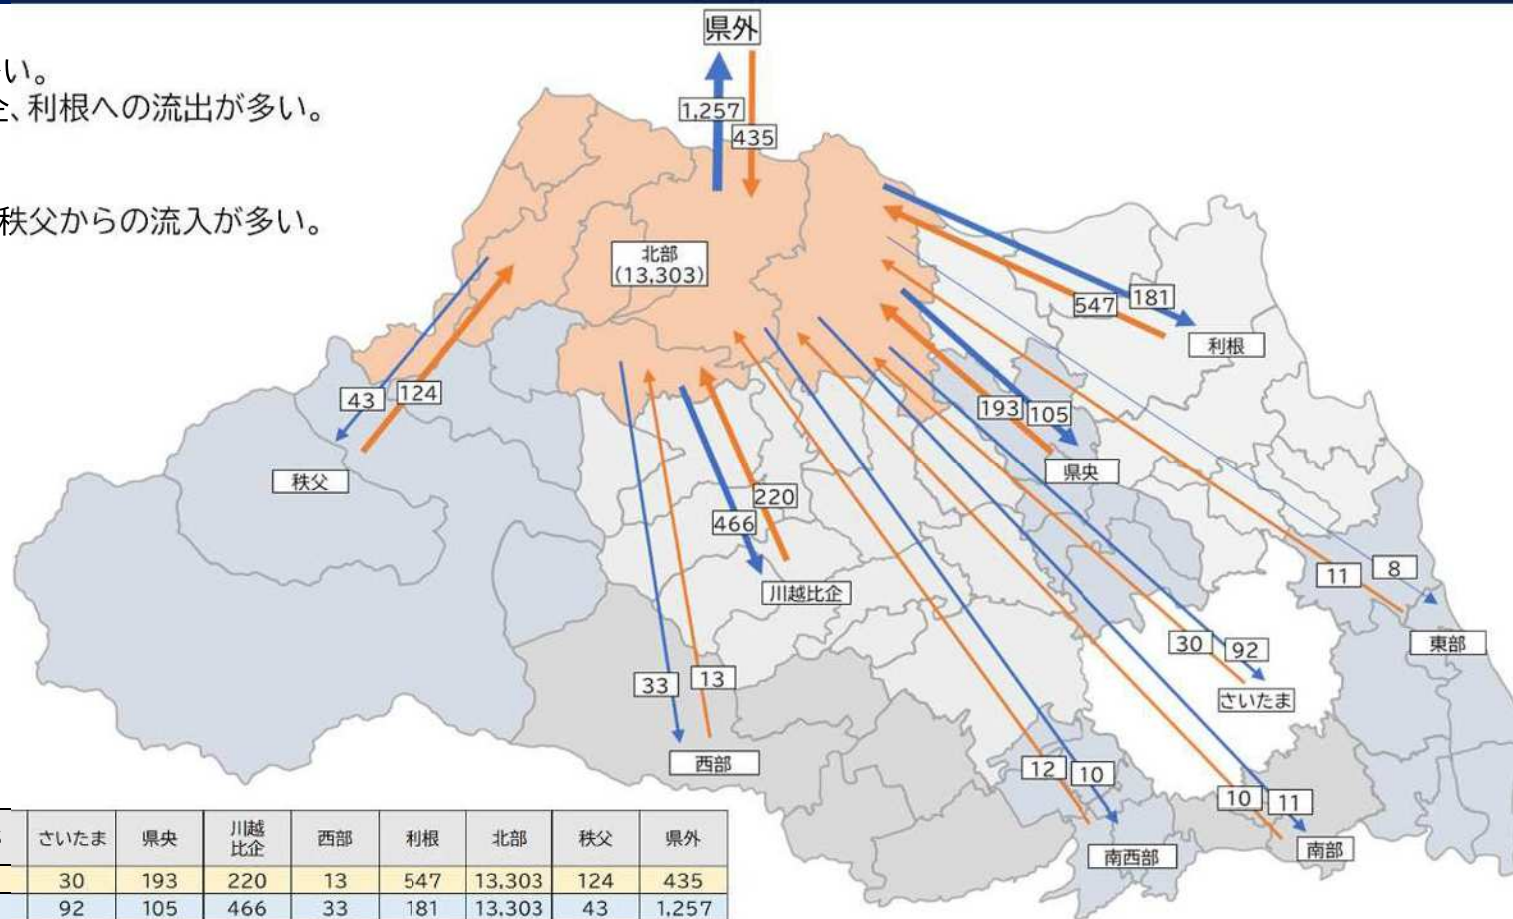 県外
い。
、利根への流出が多い。
1,257
435
秩父からの流入が多い。
北部
(13,303)
547
181
利根
43
124
193
105
県央
秩父
220
466
川越比企
11
8
東部
30
92
さいたま
33
13
西部
12
10
南西部
10
11
南部
さいたま 県央 川越比企 西部 利根 北部 秩父 県外
30 193 220 13 547 13,303 124 435
92 105 466 33 181 13,303 43 1,257